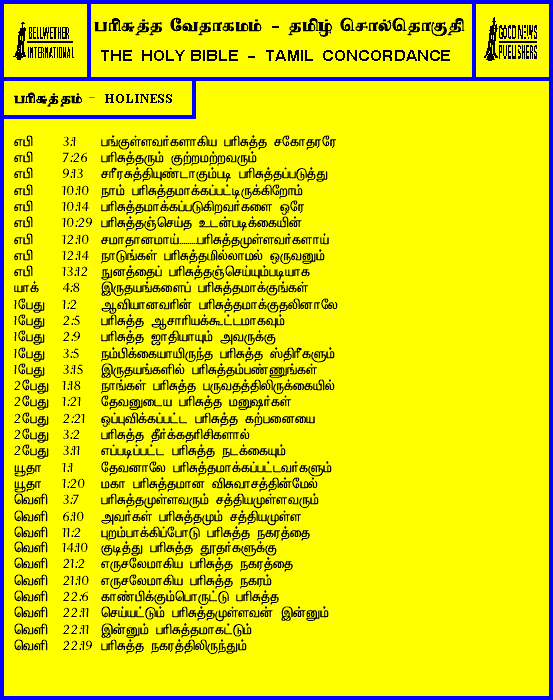 BELLWETHER INTERNATIONAL
பரிசுத்த வேதாகமம் - தமிழ் சொல்தொகுதி
THE HOLY BIBLE - TAMIL CONCORDANCE
GOOD NEWS PUBLISHERS
பரிசுத்தம் - HOLINESS
எபி 3:1 பங்குள்ளவர்களாகிய பரிசுத்த சகோதரரே
எபி 7:26 பரிசுத்தரும் குற்றமற்றவரும்
எபி 9:13 சரீரசுத்தியுண்டாகும்படி பரிசுத்தப்படுத்து
எபி 10:10 நாம் பரிசுத்தமாக்கப்பட்டிருக்கிறோம்
எபி 10:14 பரிசுத்தமாக்கப்படுகிறவர்களை ஒரே
எபி 10:29 பரிசுத்தஞ்செய்த உடன்படிக்கையின்
எபி 12:10 சமாதானமாய்........பரிசுத்தமுள்ளவர்களாய்
எபி 12:14 நாடுங்கள் பரிசுத்தமில்லாமல் ஒருவனும்
எபி 13:12 நுனத்தைப் பரிசுத்தஞ்செய்யும்படியாக
யாக் 4:8 இருதயங்களைப் பரிசுத்தமாக்குங்கள்
1பேது 1:2 ஆவியானவரின் பரிசுத்தமாக்குதலினாலே
1பேது 2:5 பரிசுத்த ஆசாரியக்கூட்டமாகவும்
1பேது 2:9 பரிசுத்த ஜாதியாயும் அவருக்கு
1பேது 3:5 நம்பிக்கையாயிருந்த பரிசுத்த ஸ்திரீகளும்
1பேது 3:15 இருதயங்களில் பரிசுத்தம்பண்ணுங்கள்
2பேது 1:18 நாங்கள் பரிசுத்த பருவதத்திலிருக்கையில்
2பேது 1:21 தேவனுடைய பரிசுத்த மனுஷர்கள்
2பேது 2:21 ஒப்புவிக்கப்பட்ட பரிசுத்த கற்பனையை
2பேது 3:2 பரிசுத்த தீர்க்கதரிசிகளால்
2பேது 3:11 எப்படிப்பட்ட பரிசுத்த நடக்கையும்
யூதா 1:1 தேவனாலே பரிசுத்தமாக்கப்பட்டவர்களும்
யூதா 1:20 மகா பரிசுத்தமான விசுவாசத்தின்மேல்
வெளி 3:7 பரிசுத்தமுள்ளவரும் சத்தியமுள்ளவரும்
வெளி 6:10 அவர்கள் பரிசுத்தமும் சத்தியமுள்ள
வெளி 11:2 புறம்பாக்கிப்போடு பரிசுத்த நகரத்தை
வெளி 14:10 குடித்து பரிசுத்த தூதர்களுக்கு
வெளி 21:2 எருசலேமாகிய பரிசுத்த நகரத்தை
வெளி 21:10 எருசலேமாகிய பரிசுத்த நகரம்
வெளி 22:6 காண்பிக்கும்பொருட்டு பரிசுத்த
வெளி 22:11 செய்யட்டும் பரிசுத்தமுள்ளவன் இன்னும்
வெளி 22:11 இன்னும் பரிசுத்தமாகட்டும்
வெளி 22:19 பரிசுத்த நகரத்திலிருந்தும்